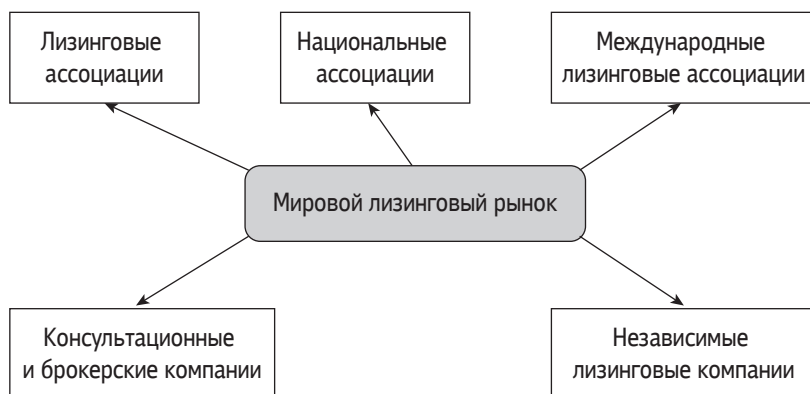 Лизинговые
ассоциации
Национальные
ассоциации
Международные
лизинговые ассоциации
Мировой лизинговый рынок
Консультационные
и брокерские компании
Независимые
лизинговые компании